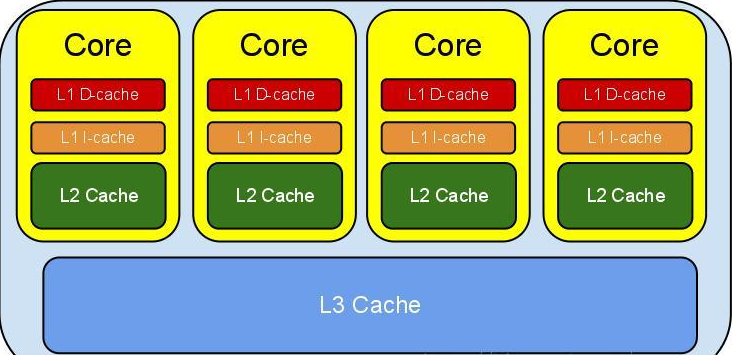 Core Core Core Core
L1 D-cache L1 D-cache L1 D-cache L1 D-cache
L1 I-cache L1 I-cache L1 I-cache L1 I-cache
L2 Cache L2 Cache L2 Cache L2 Cache
L3 Cache